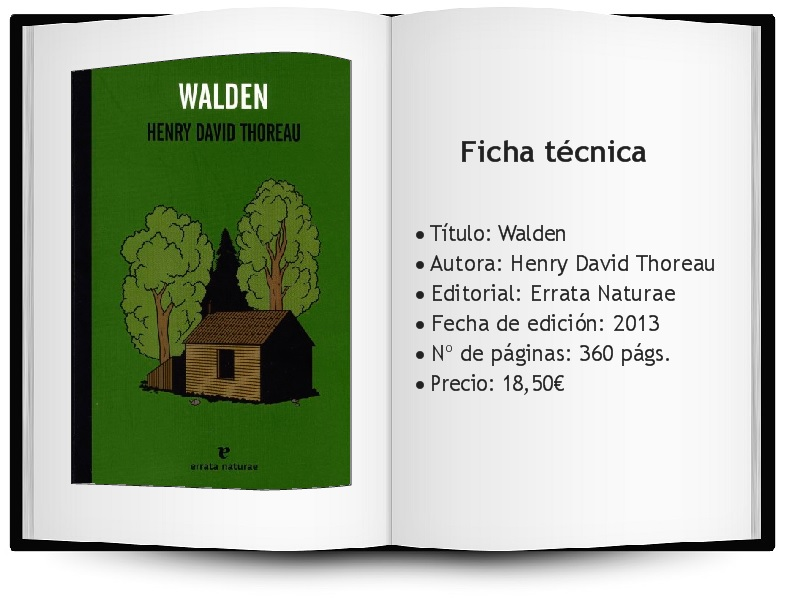 WALDEN
HENRY DAVID THOREAU
errata naturae
Ficha técnica
• Título: Walden
• Autora: Henry David Thoreau
• Editorial: Errata Naturae
• Fecha de edición: 2013
• Nº de páginas: 360 págs.
• Precio: 18,50€